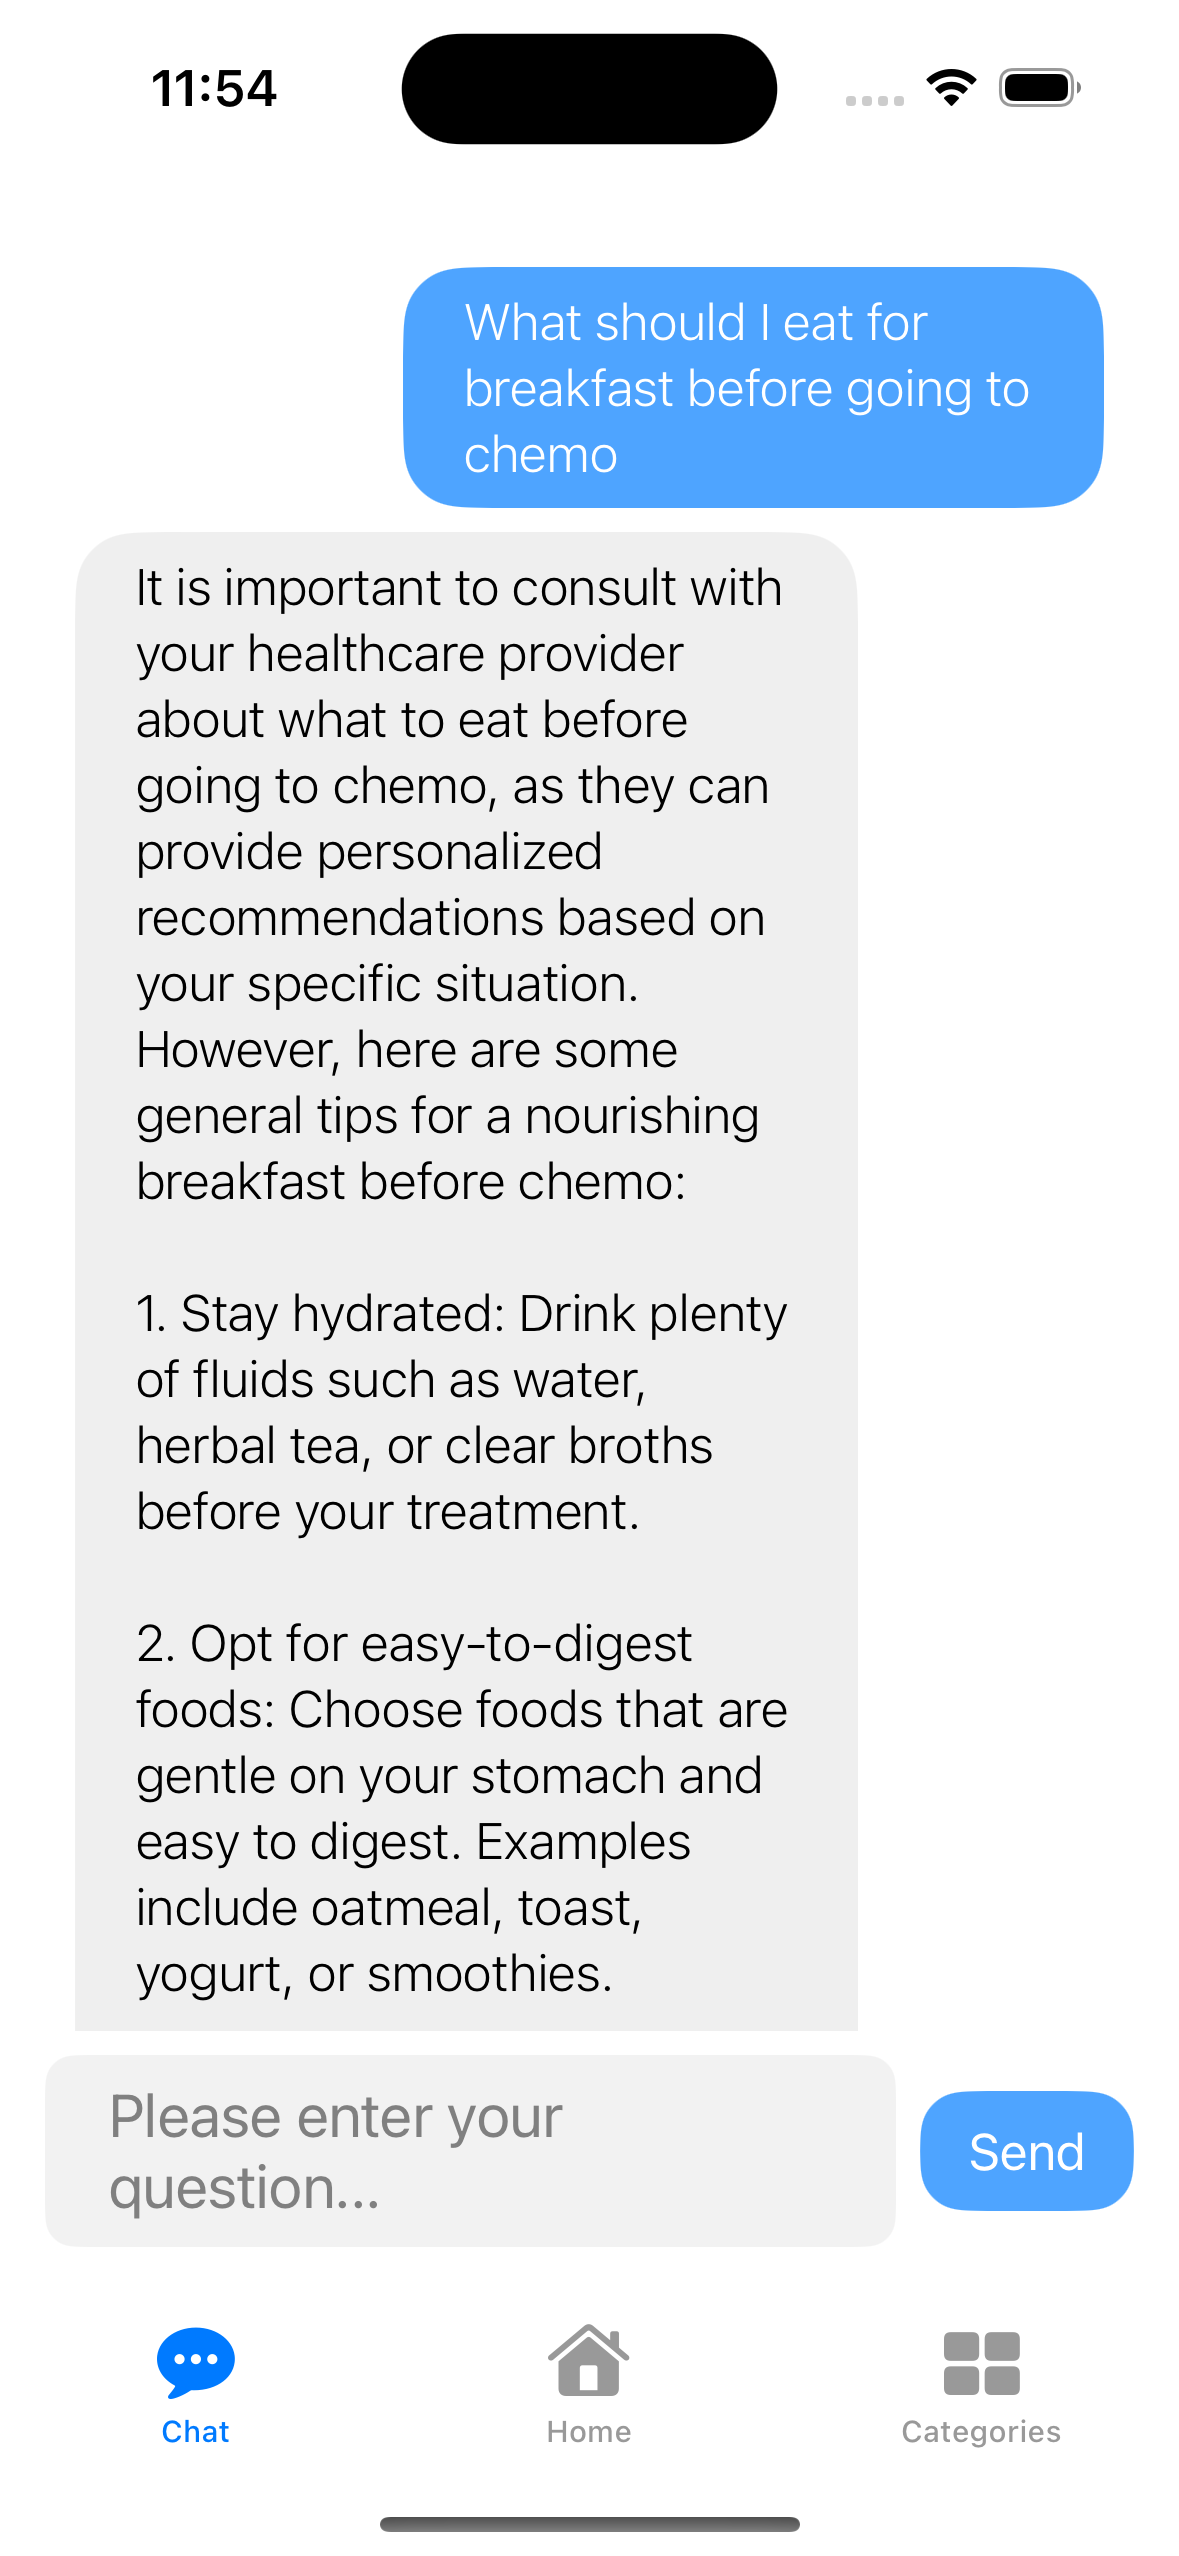 11:54
What should I eat for
breakfast before going to
chemo
It is important to consult with
your healthcare provider
about what to eat before
going to chemo, as they can
provide personalized
recommendations based on
your specific situation.
However, here are some
general tips for a nourishing
breakfast before chemo:
1. Stay hydrated: Drink plenty
of fluids such as water,
herbal tea, or clear broths
before your treatment.
2. Opt for easy-to-digest
foods: Choose foods that are
gentle on your stomach and
easy to digest. Examples
include oatmeal, toast,
yogurt, or smoothies.
Please enter your
question...
Send
Chat
Home
Categories